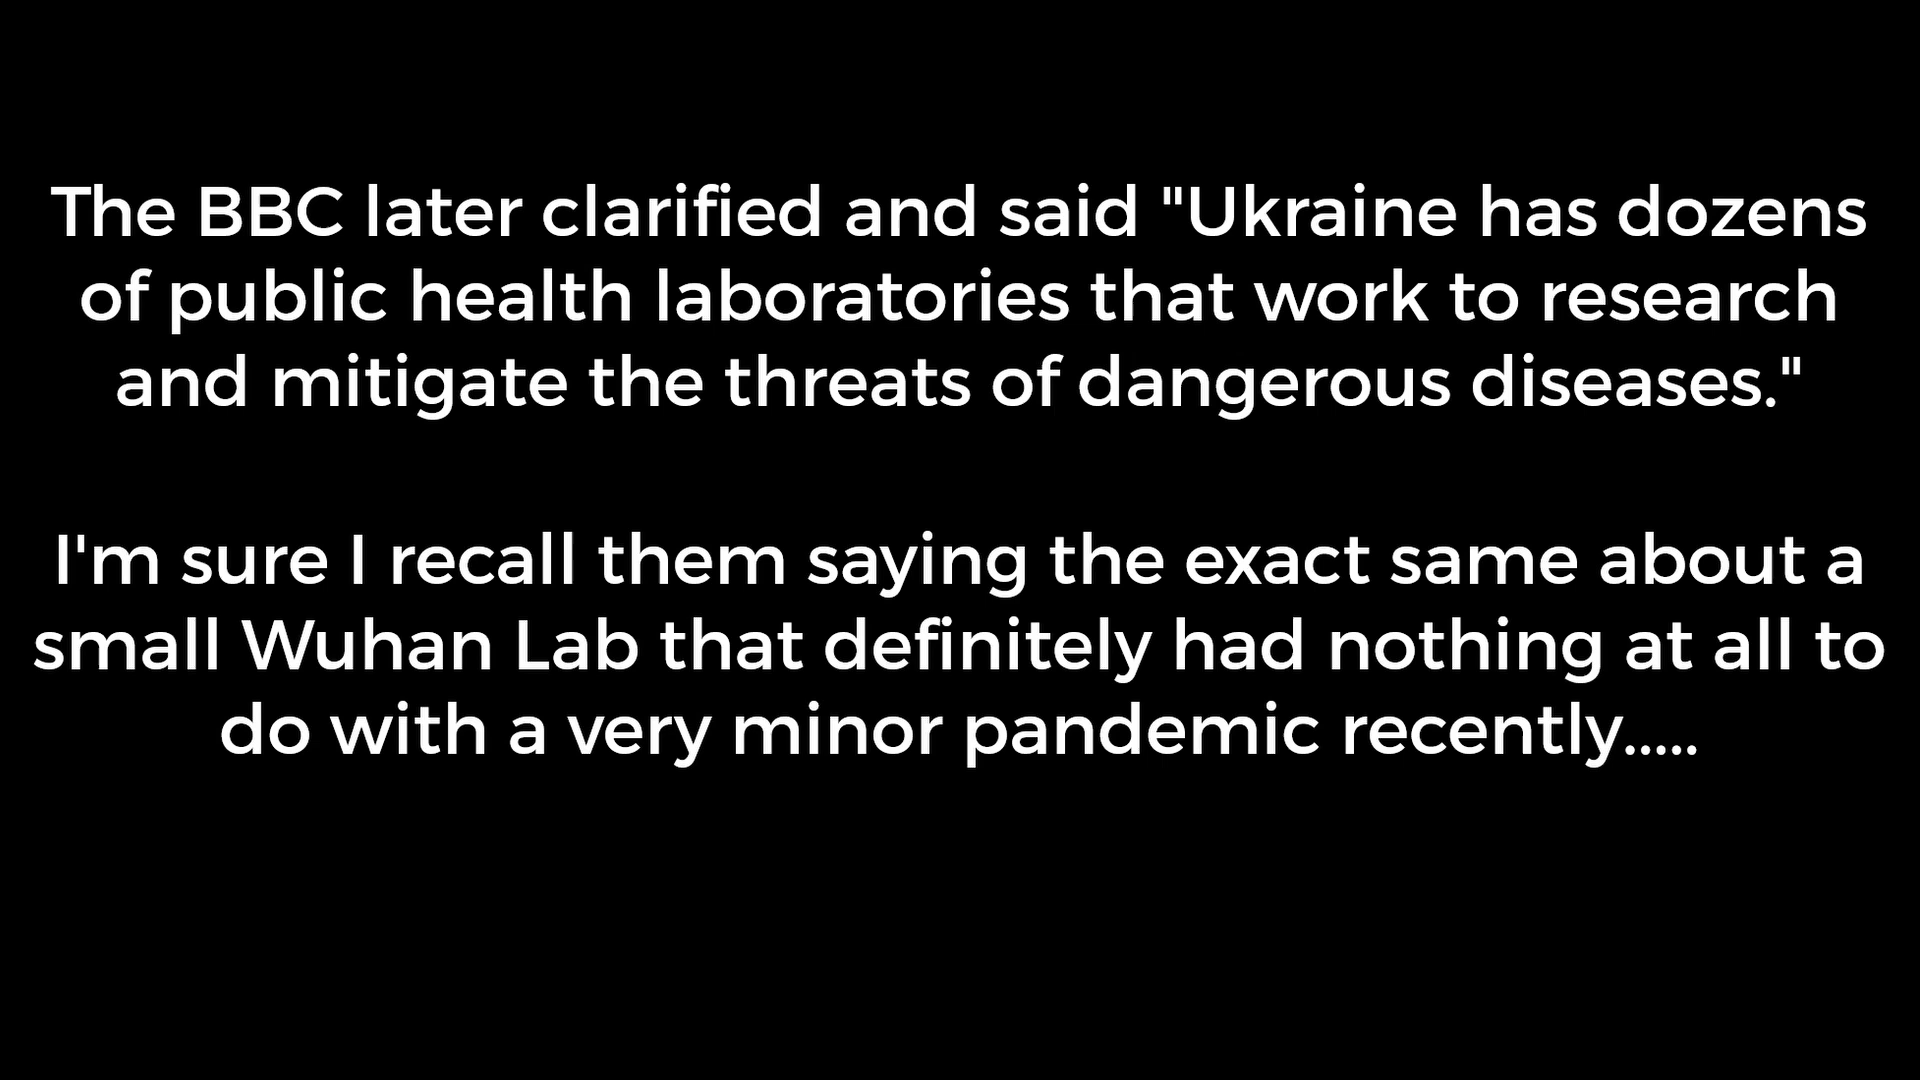 The BBC later clarified and said "Ukraine has dozens
of public health laboratories that work to research
and mitigate the threats of dangerous diseases."
I'm sure I recall them saying the exact same about a
small Wuhan Lab that definitely had nothing at all to
do with a very minor pandemic recently.....